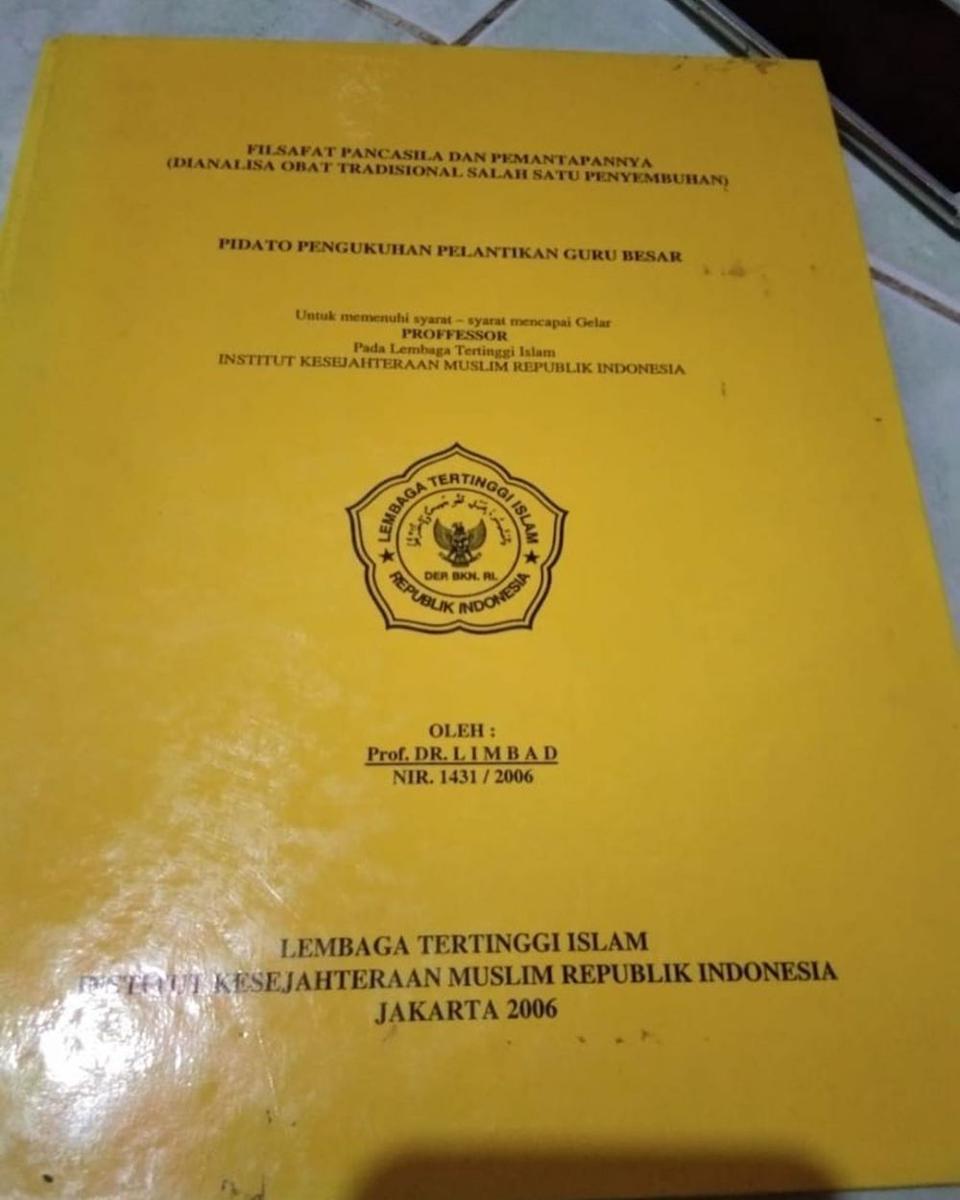 FILSAFAT PANCASILA DAN PEMANTAPANNYA
(DIANALISA OBAT TRADISIONAL SALAH SATU PENYEMBUHAN)
PIDATO PENGUKUHAN PELANTIKAN GURU BESAR
Untuk memenuhi syarat – syarat mencapai Gelar
PROFFESSOR
Pada Lembaga Tertinggi Islam
INSTITUT KESEJAHTERAAN MUSLIM REPUBLIK INDONESIA
LEMBAGA TERTINGGI ISLAM
DEP. BKN. RI.
REPUBLIK INDONESIA
OLEH :
Prof. DR. L I M B A D
NIR. 1431 / 2006
LEMBAGA TERTINGGI ISLAM
INSTITUT KESEJAHTERAAN MUSLIM REPUBLIK INDONESIA
JAKARTA 2006